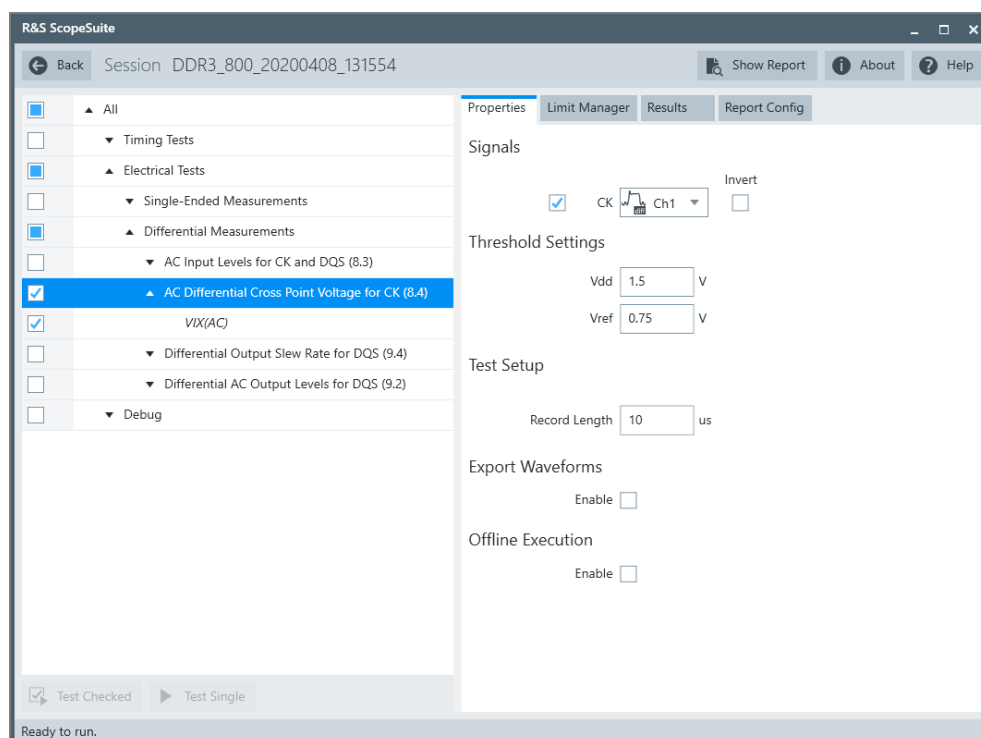 R&S ScopeSuite
Back Session DDR3_800_20200408_131554 Show Report About Help
All
Timing Tests
Electrical Tests
Single-Ended Measurements
Differential Measurements
AC Input Levels for CK and DQS (8.3)
AC Differential Cross Point Voltage for CK (8.4)
VIX(AC)
Differential Output Slew Rate for DQS (9.4)
Differential AC Output Levels for DQS (9.2)
Debug
Properties Limit Manager Results Report Config
Signals
Invert
CK Ch1
Threshold Settings
Vdd 1.5 V
Vref 0.75 V
Test Setup
Record Length 10 us
Export Waveforms
Enable
Offline Execution
Enable
Test Checked Test Single
Ready to run.